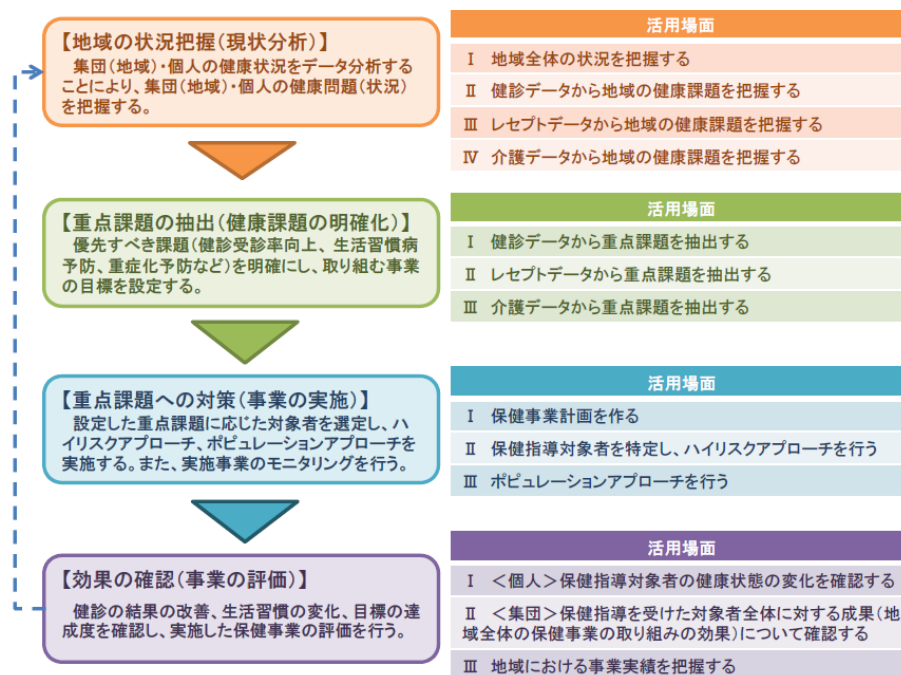 【地域の状況把握(現状分析)】
集団(地域)・個人の健康状況をデータ分析する
ことにより、集団(地域)・個人の健康問題(状況)
を把握する。
活用場面
Ⅰ 地域全体の状況を把握する
Ⅱ 健診データから地域の健康課題を把握する
Ⅲ レセプトデータから地域の健康課題を把握する
Ⅳ 介護データから地域の健康課題を把握する
【重点課題の抽出(健康課題の明確化)】
優先すべき課題(健診受診率向上、生活習慣病
予防、重症化予防など)を明確にし、取り組む事業
の目標を設定する。
活用場面
Ⅰ 健診データから重点課題を抽出する
Ⅱ レセプトデータから重点課題を抽出する
Ⅲ 介護データから重点課題を抽出する
【重点課題への対策(事業の実施)】
設定した重点課題に応じた対象者を選定し、ハ
イリスクアプローチ、ポピュレーションアプローチを
実施する。また、実施事業のモニタリングを行う。
活用場面
Ⅰ 保健事業計画を作る
Ⅱ 保健指導対象者を特定し、ハイリスクアプローチを行う
Ⅲ ポピュレーションアプローチを行う
【効果の確認(事業の評価)】
健診の結果の改善、生活習慣の変化、目標の達
成度を確認し、実施した保健事業の評価を行う。
活用場面
Ⅰ <個人>保健指導対象者の健康状態の変化を確認する
Ⅱ <集団>保健指導を受けた対象者全体に対する成果(地
域全体の保健事業の取り組みの効果)について確認する
Ⅲ 地域における事業実績を把握する